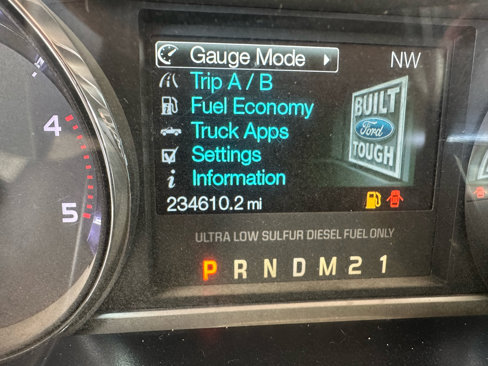 Gauge Mode
NW
Trip A / B
Fuel Economy
Truck Apps
Settings
Information
BUILT
Ford
TOUGH
234610.2 mi
4
5
ULTRA LOW SULFUR DIESEL FUEL ONLY
P R N D M 2 1